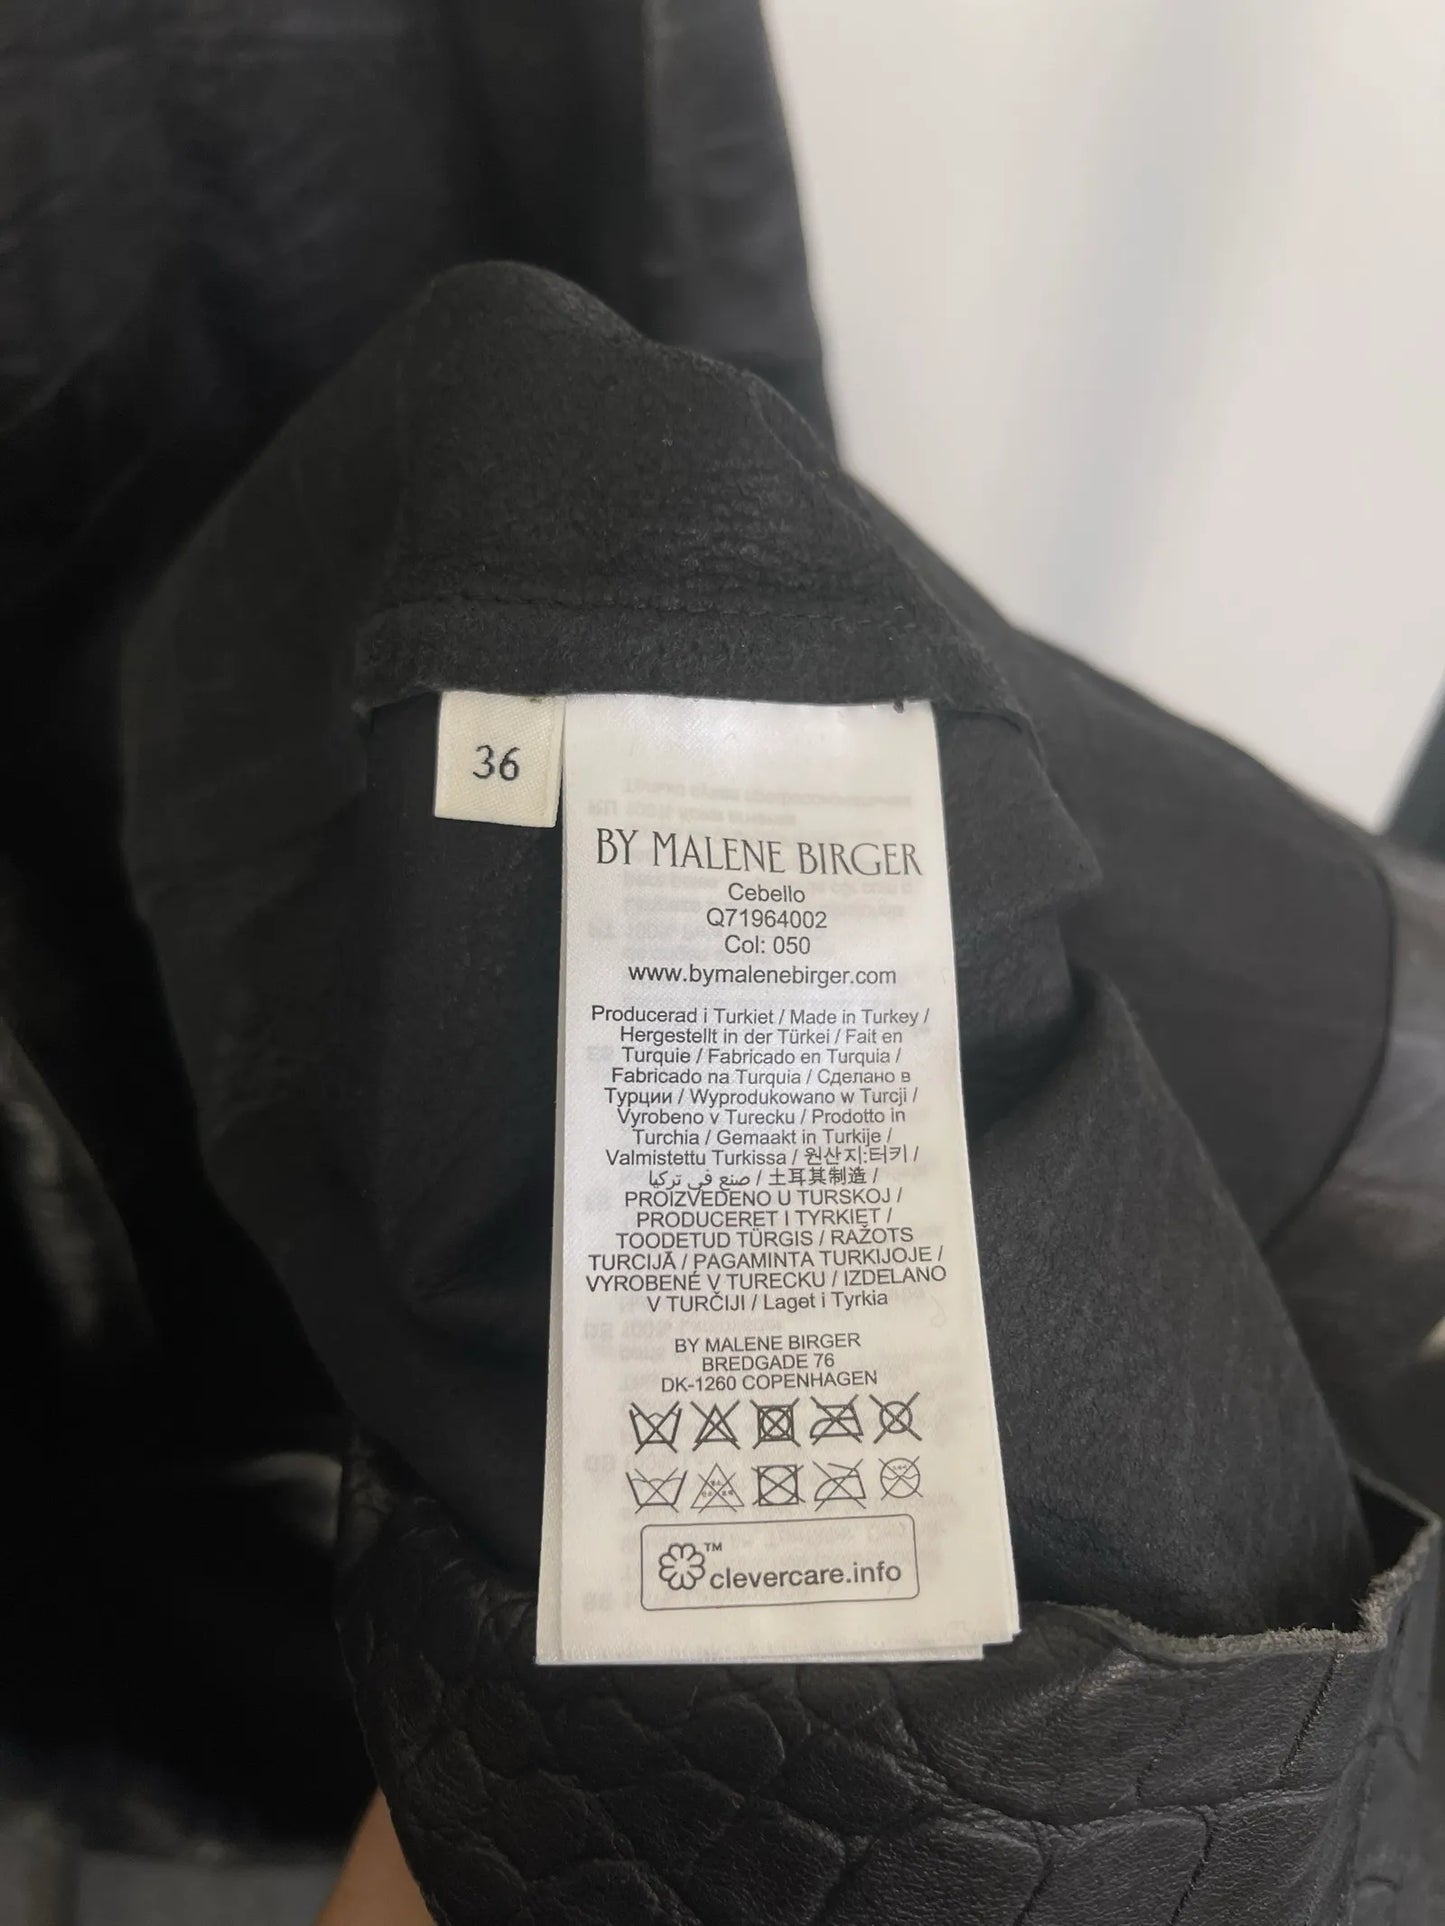 36
BY MALENE BIRGER
Cebello
Q71964002
Col: 050
www.bymalenebirger.com
Producerad i Turkiet / Made in Turkey /
Hergestellt in der Türkei / Fait en
Turquie / Fabricado en Turquia /
Fabricado na Turquia / Сделано в
Турции / Wyprodukowano w Turcji /
Vyrobeno v Turecku / Prodotto in
Turchia / Gemaakt in Turkije /
Valmistettu Turkissa / 원산지:터키 /
صنع في تركيا / 土耳其制造 /
PROIZVEDENO U TURSKOJ /
PRODUCERET I TYRKIET /
TOODETUD TÜRGIS / RAŽOTS
TURCIJĀ / PAGAMINTA TURKIJOJE /
VYROBENÉ V TURECKU / IZDELANO
V TURČIJI / Laget i Tyrkia
BY MALENE BIRGER
BREDGADE 76
DK-1260 COPENHAGEN
™
clevercare.info